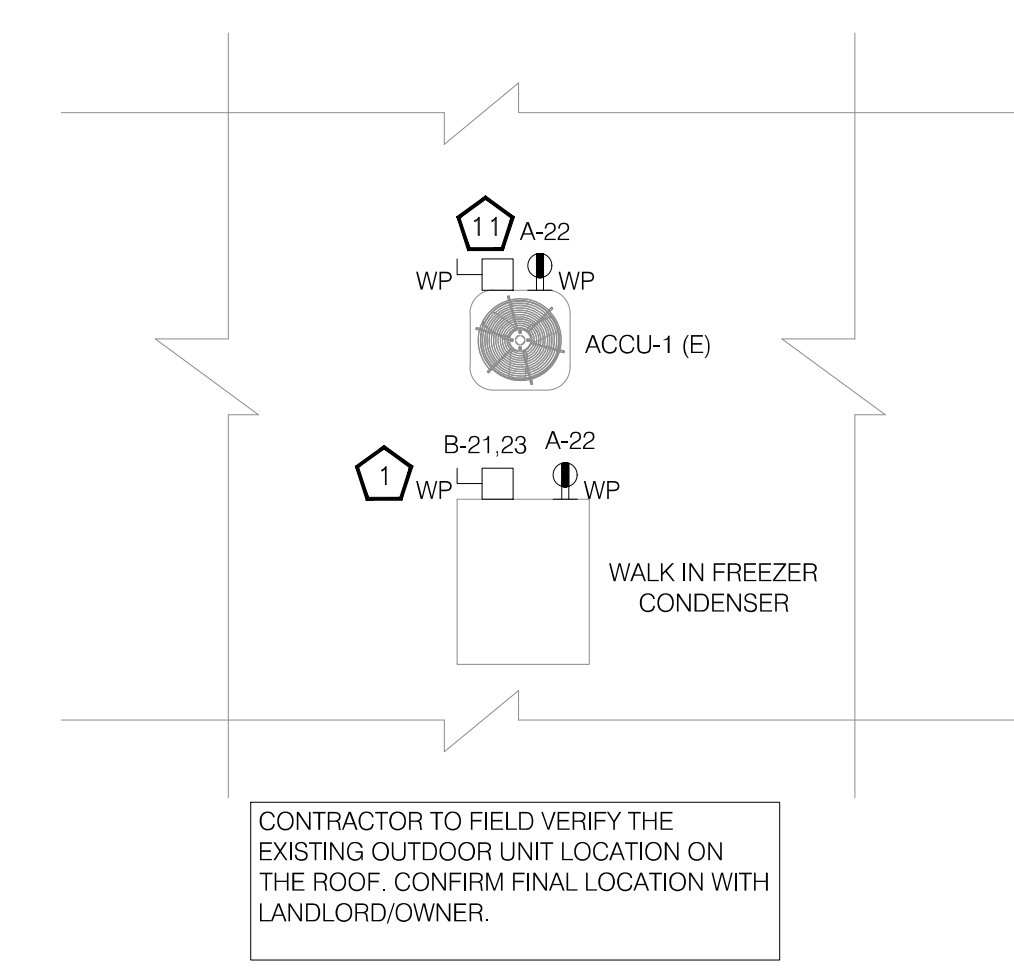 11
A-22
WP
WP
ACCU-1 (E)
B-21,23
A-22
1
WP
WP
WALK IN FREEZER
CONDENSER
CONTRACTOR TO FIELD VERIFY THE
EXISTING OUTDOOR UNIT LOCATION ON
THE ROOF. CONFIRM FINAL LOCATION WITH
LANDLORD/OWNER.